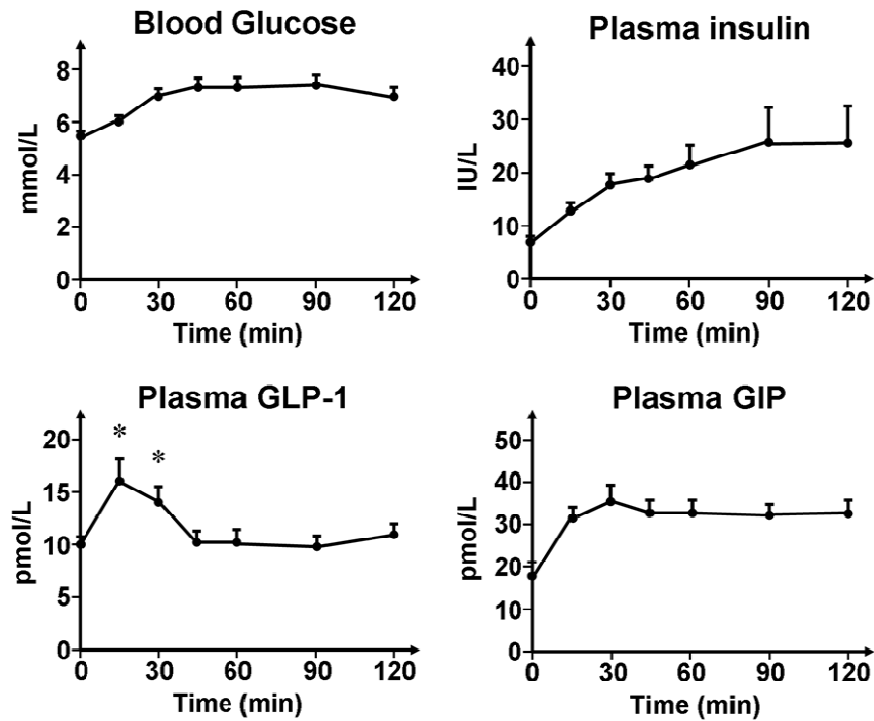 Blood Glucose
mmol/L
8
6
4
2
0
0 30 60 90 120
Time (min)
Plasma insulin
IU/L
40
30
20
10
0
0 30 60 90 120
Time (min)
Plasma GLP-1
pmol/L
20
15
10
5
0
* *
0 30 60 90 120
Time (min)
Plasma GIP
pmol/L
50
40
30
20
10
0
0 30 60 90 120
Time (min)